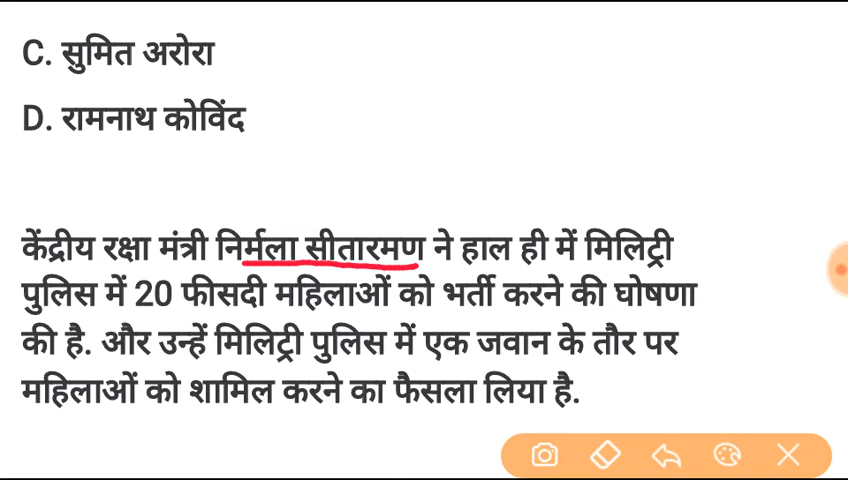 C. सुमित अरोरा
D. रामनाथ कोविंद
केंद्रीय रक्षा मंत्री निर्मला सीतारमण ने हाल ही में मिलिट्री
पुलिस में 20 फीसदी महिलाओं को भर्ती करने की घोषणा
की है. और उन्हें मिलिट्री पुलिस में एक जवान के तौर पर
महिलाओं को शामिल करने का फैसला लिया है.